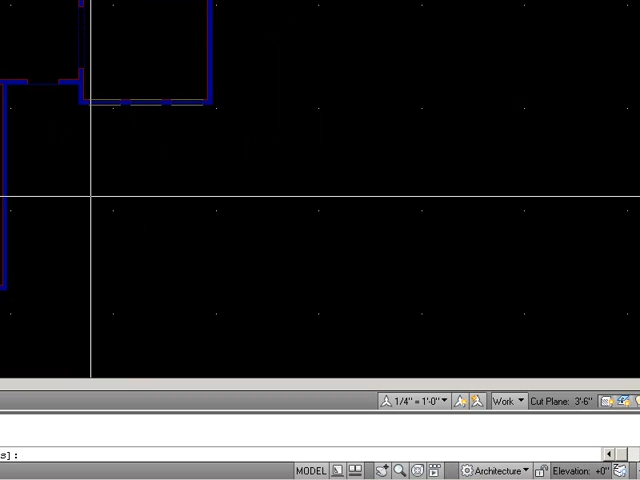 1/4" = 1'-0" Work Cut Plane: 3'-6"
s]:
MODEL Architecture Elevation: +0"